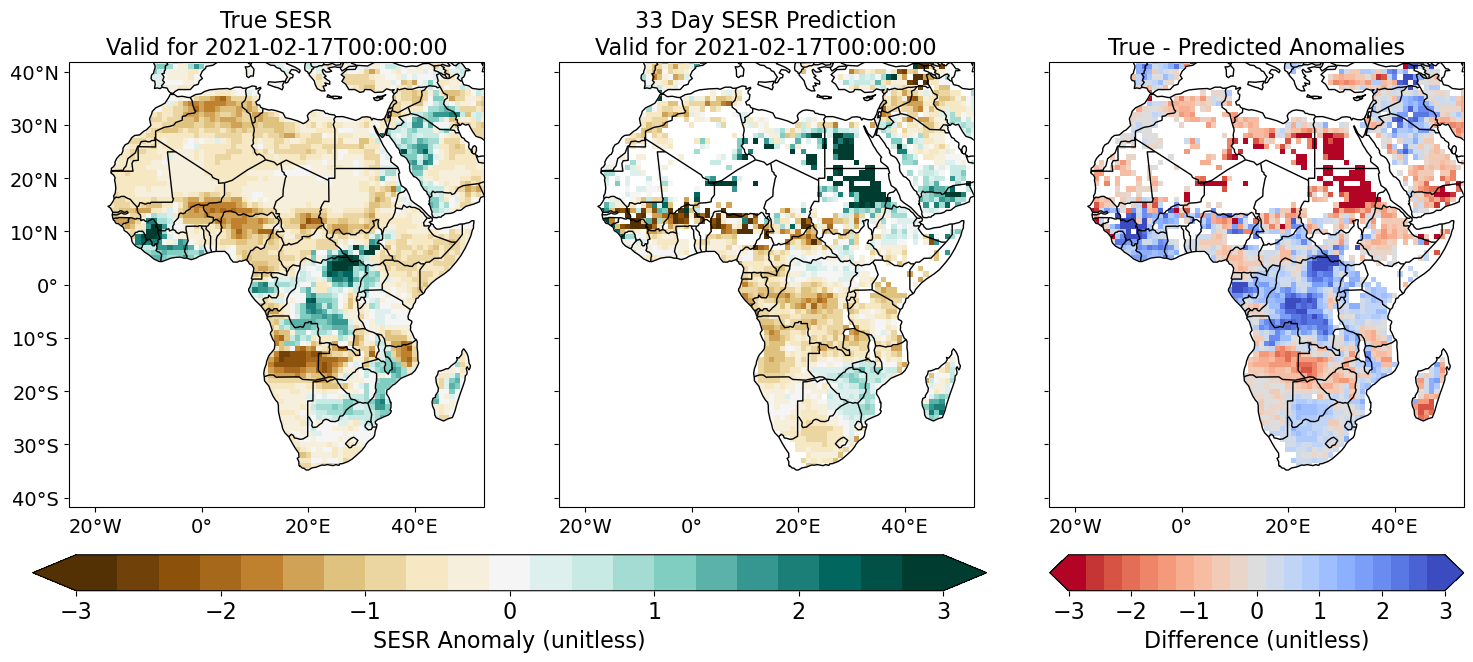 True SESR
Valid for 2021-02-17T00:00:00
33 Day SESR Prediction
Valid for 2021-02-17T00:00:00
True - Predicted Anomalies
40°N
30°N
20°N
10°N
0°
10°S
20°S
30°S
40°S
20°W 0° 20°E 40°E
20°W 0° 20°E 40°E
20°W 0° 20°E 40°E
−3 −2 −1 0 1 2 3
SESR Anomaly (unitless)
−3 −2 −1 0 1 2 3
Difference (unitless)